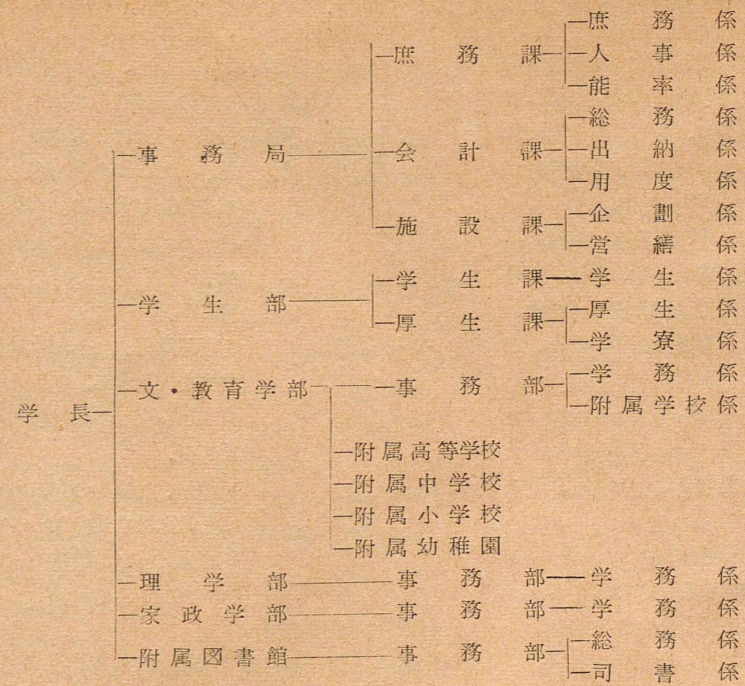 庶務係
庶務課 人事係
能率係
総務係
事務局 会計課 出納係
用度係
施設課 企劃係
営繕係
学生課 学生係
学生部 厚生係
厚生課 学寮係
学務係
文・教育学部 事務部
附属学校係
学長
附属高等学校
附属中学校
附属小学校
附属幼稚園
理学部 事務部 学務係
家政学部 事務部 学務係
総務係
附属図書館 事務部
司書係